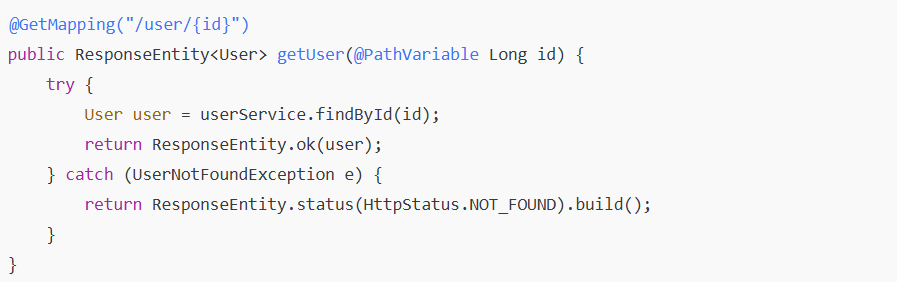 @GetMapping("/user/{id}")
public ResponseEntity<User> getUser(@PathVariable Long id) {
    try {
        User user = userService.findById(id);
        return ResponseEntity.ok(user);
    } catch (UserNotFoundException e) {
        return ResponseEntity.status(HttpStatus.NOT_FOUND).build();
    }
}